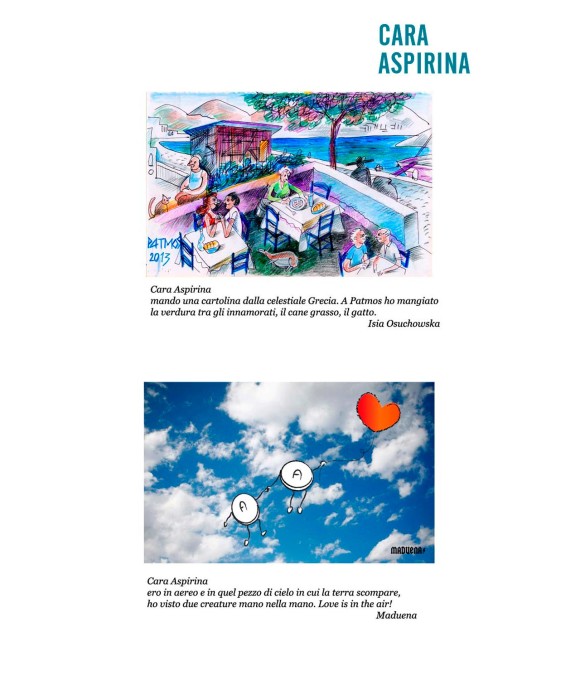 CARA
ASPIRINA
PATMOS
2013
Cara Aspirina
mando una cartolina dalla celestiale Grecia. A Patmos ho mangiato
la verdura tra gli innamorati, il cane grasso, il gatto.
Isia Osuchowska
A
A
MADUENA
Cara Aspirina
ero in aereo e in quel pezzo di cielo in cui la terra scompare,
ho visto due creature mano nella mano. Love is in the air!
Maduena